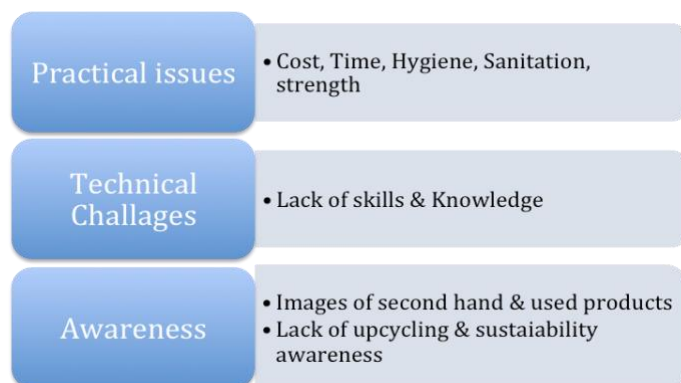 Practical issues
• Cost, Time, Hygiene, Sanitation,
strength
Technical
Challages
• Lack of skills & Knowledge
Awareness
• Images of second hand & used products
• Lack of upcycling & sustaiability
awareness